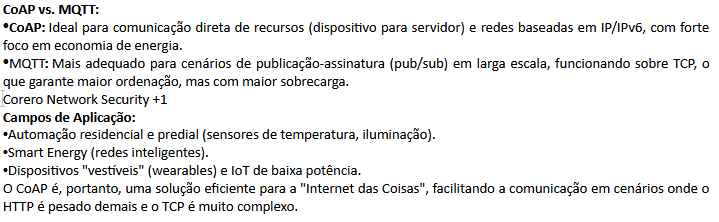 CoAP vs. MQTT:
•CoAP: Ideal para comunicação direta de recursos (dispositivo para servidor) e redes baseadas em IP/IPv6, com forte
foco em economia de energia.
•MQTT: Mais adequado para cenários de publicação-assinatura (pub/sub) em larga escala, funcionando sobre TCP, o
que garante maior ordenação, mas com maior sobrecarga.
Corero Network Security +1
Campos de Aplicação:
•Automação residencial e predial (sensores de temperatura, iluminação).
•Smart Energy (redes inteligentes).
•Dispositivos "vestíveis" (wearables) e IoT de baixa potência.
O CoAP é, portanto, uma solução eficiente para a "Internet das Coisas", facilitando a comunicação em cenários onde o
HTTP é pesado demais e o TCP é muito complexo.